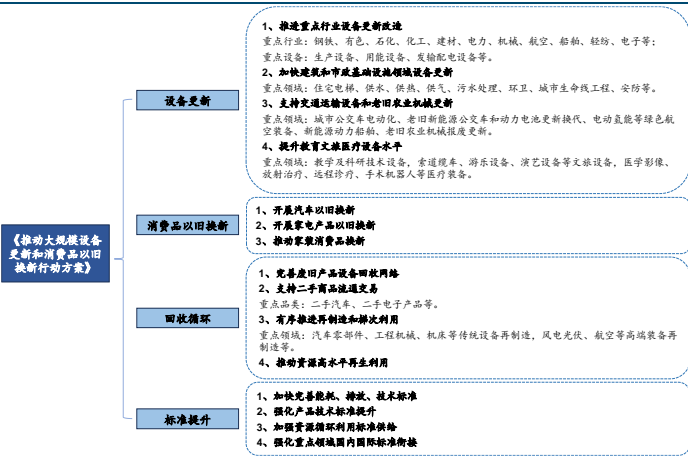 《推动大规模设备
更新和消费品以旧
换新行动方案》
设备更新
1、推进重点行业设备更新改造
重点行业：钢铁、有色、石化、化工、建材、电力、机械、航空、船舶、轻纺、电子等；
重点设备：生产设备、用能设备、发输配电设备等。
2、加快建筑和市政基础设施领域设备更新
重点领域：住宅电梯、供水、供热、供气、污水处理、环卫、城市生命线工程、安防等。
3、支持交通运输设备和老旧农业机械更新
重点领域：城市公交车电动化、老旧新能源公交车和动力电池更新换代、电动氢能等绿色航
空装备、新能源动力船舶、老旧农业机械报废更新。
4、提升教育文旅医疗设备水平
重点领域：教学及科研技术设备，索道缆车、游乐设备、演艺设备等文旅设备，医学影像、
放射治疗、远程诊疗、手术机器人等医疗装备。
消费品以旧换新
1、开展汽车以旧换新
2、开展家电产品以旧换新
3、推动家装消费品换新
回收循环
1、完善废旧产品设备回收网络
2、支持二手商品流通交易
重点品类：二手汽车、二手电子产品等。
3、有序推进再制造和梯次利用
重点领域：汽车零部件、工程机械、机床等传统设备再制造，风电光伏、航空等高端装备再
制造等。
4、推动资源高水平再生利用
标准提升
1、加快完善能耗、排放、技术标准
2、强化产品技术标准提升
3、加强资源循环利用标准供给
4、强化重点领域国内国际标准衔接